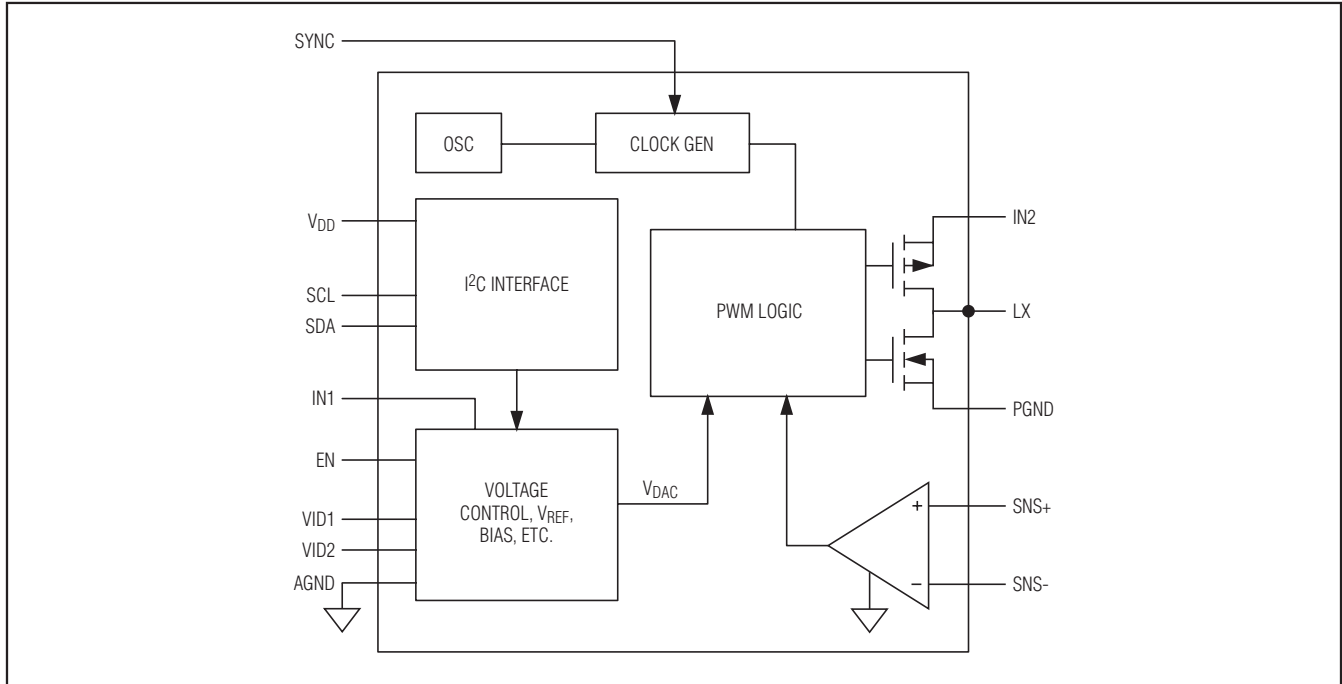 SYNC
OSC
CLOCK GEN
VDD
SCL
SDA
I2C INTERFACE
PWM LOGIC
IN2
LX
PGND
IN1
EN
VID1
VID2
AGND
VOLTAGE
CONTROL, VREF,
BIAS, ETC.
VDAC
+
−
SNS+
SNS-